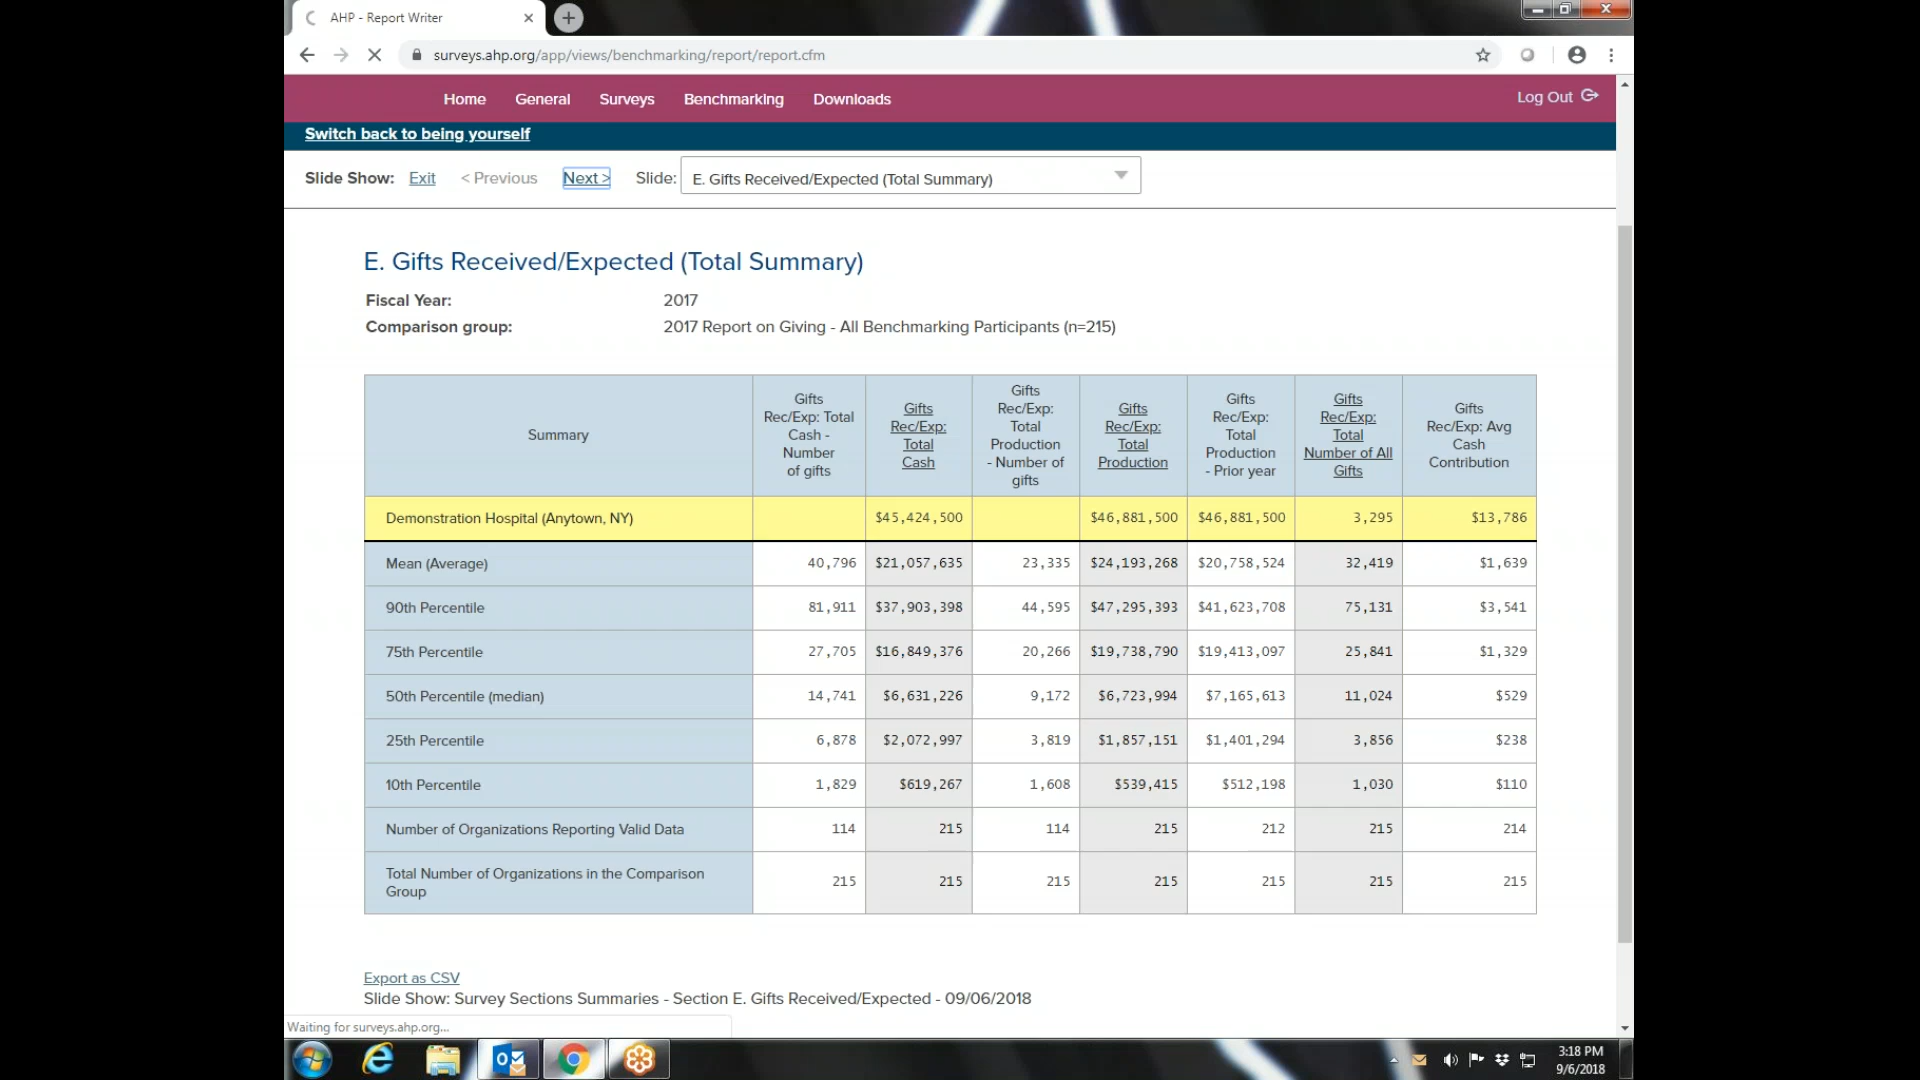 AHP - Report Writer
surveys.ahp.org/app/views/benchmarking/report/report.cfm
Home General Surveys Benchmarking Downloads Log Out
Switch back to being yourself
Slide Show: Exit < Previous Next > Slide: E. Gifts Received/Expected (Total Summary)
E. Gifts Received/Expected (Total Summary)
Fiscal Year: 2017
Comparison group: 2017 Report on Giving - All Benchmarking Participants (n=215)
Summary
Gifts
Rec/Exp: Total
Cash -
Number
of gifts
Gifts
Rec/Exp:
Total
Cash
Gifts
Rec/Exp:
Total
Production
- Number of
gifts
Gifts
Rec/Exp:
Total
Production
Gifts
Rec/Exp:
Total
Production
- Prior year
Gifts
Rec/Exp:
Total
Number of All
Gifts
Gifts
Rec/Exp: Avg
Cash
Contribution
Demonstration Hospital (Anytown, NY) $45,424,500 $46,881,500 $46,881,500 3,295 $13,786
Mean (Average) 40,796 $21,057,635 23,335 $24,193,268 $20,758,524 32,419 $1,639
90th Percentile 81,911 $37,903,398 44,595 $47,295,393 $41,623,708 75,131 $3,541
75th Percentile 27,705 $16,849,376 20,266 $19,738,790 $19,413,097 25,841 $1,329
50th Percentile (median) 14,741 $6,631,226 9,172 $6,723,994 $7,165,613 11,024 $529
25th Percentile 6,878 $2,072,997 3,819 $1,857,151 $1,401,294 3,856 $238
10th Percentile 1,829 $619,267 1,608 $539,415 $512,198 1,030 $110
Number of Organizations Reporting Valid Data 114 215 114 215 212 215 214
Total Number of Organizations in the Comparison
Group 215 215 215 215 215 215 215
Export as CSV
Slide Show: Survey Sections Summaries - Section E. Gifts Received/Expected - 09/06/2018
Waiting for surveys.ahp.org...
3:18 PM
9/6/2018